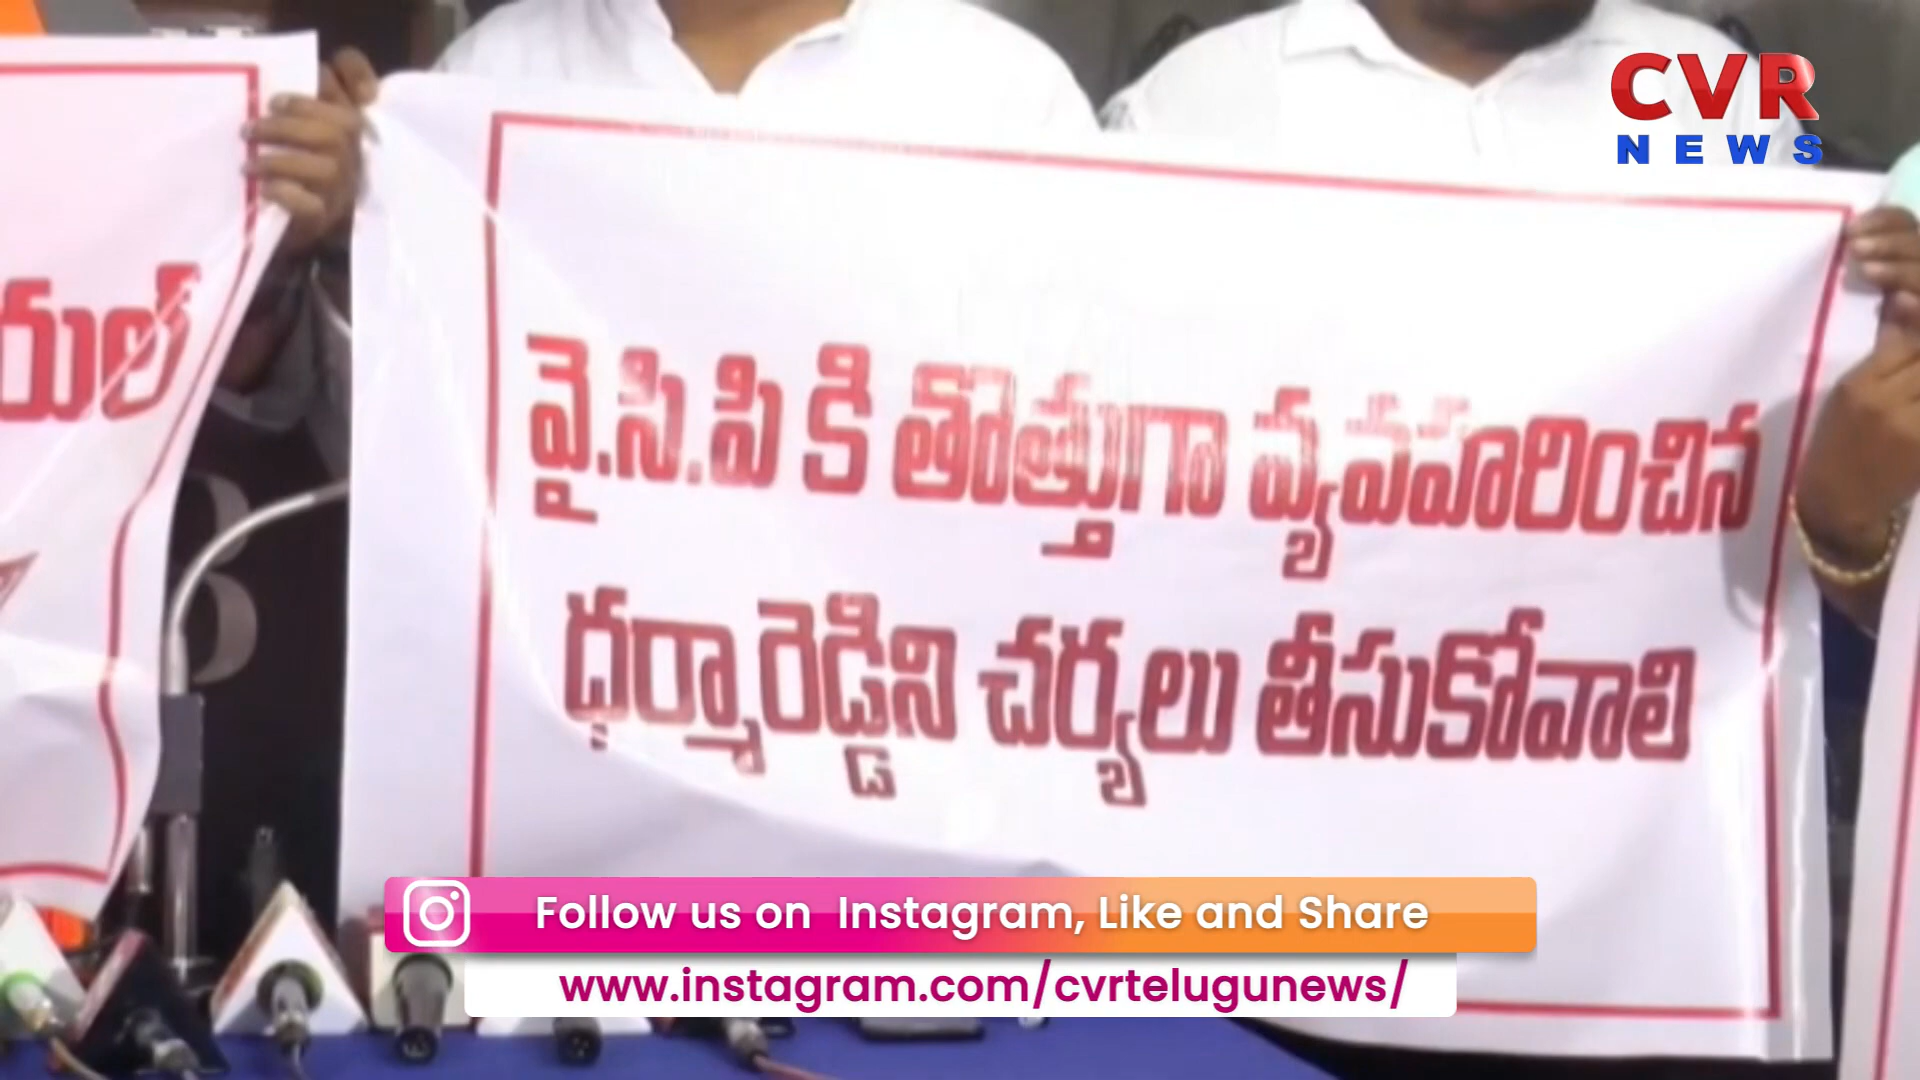 CVR
NEWS
వై.సి.పి కి తొత్తుగా వ్యవహరించిన
ధర్మారెడ్డిని చర్యలు తీసుకోవాలి
Follow us on Instagram, Like and Share
www.instagram.com/cvrtelugunews/